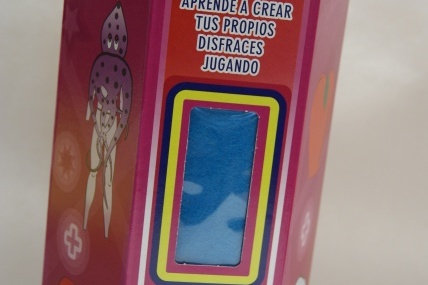 APRENDE A CREAR
TUS PROPIOS
DISFRACES
JUGANDO